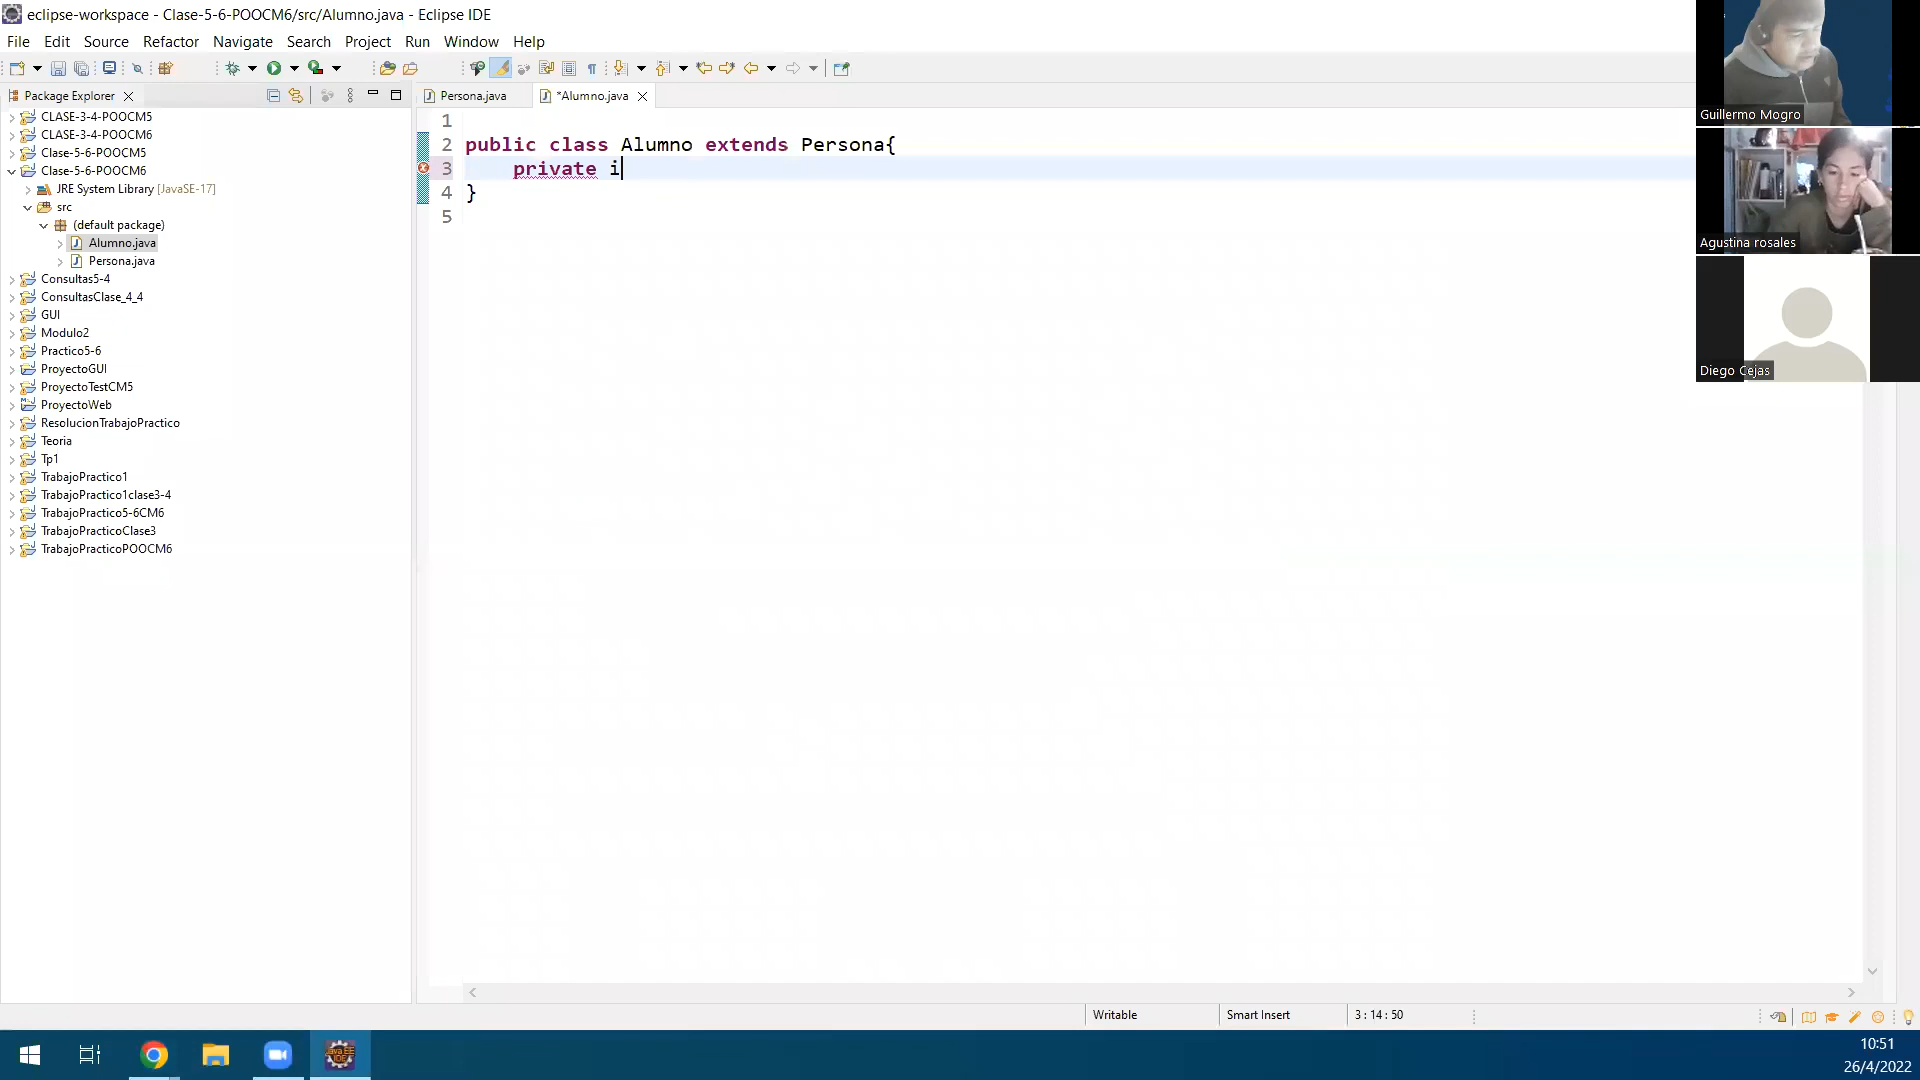 eclipse-workspace - Clase-5-6-POOCM6/src/Alumno.java - Eclipse IDE
File Edit Source Refactor Navigate Search Project Run Window Help
Package Explorer
Persona.java
*Alumno.java
CLASE-3-4-POOCM5
CLASE-3-4-POOCM6
Clase-5-6-POOCM5
Clase-5-6-POOCM6
JRE System Library [JavaSE-17]
src
(default package)
Alumno.java
Persona.java
Consultas5-4
ConsultasClase_4_4
GUI
Modulo2
Practico5-6
ProyectoGUI
ProyectoTestCM5
ProyectoWeb
ResolucionTrabajoPractico
Teoria
Tp1
TrabajoPractico1
TrabajoPractico1clase3-4
TrabajoPractico5-6CM6
TrabajoPracticoClase3
TrabajoPracticoPOOCM6
1
2 public class Alumno extends Persona{
3 private i
4 }
5
Guillermo Mogro
Agustina rosales
Diego Cejas
Writable
Smart Insert
3 : 14 : 50
Java EE
IDE
10:51
26/4/2022